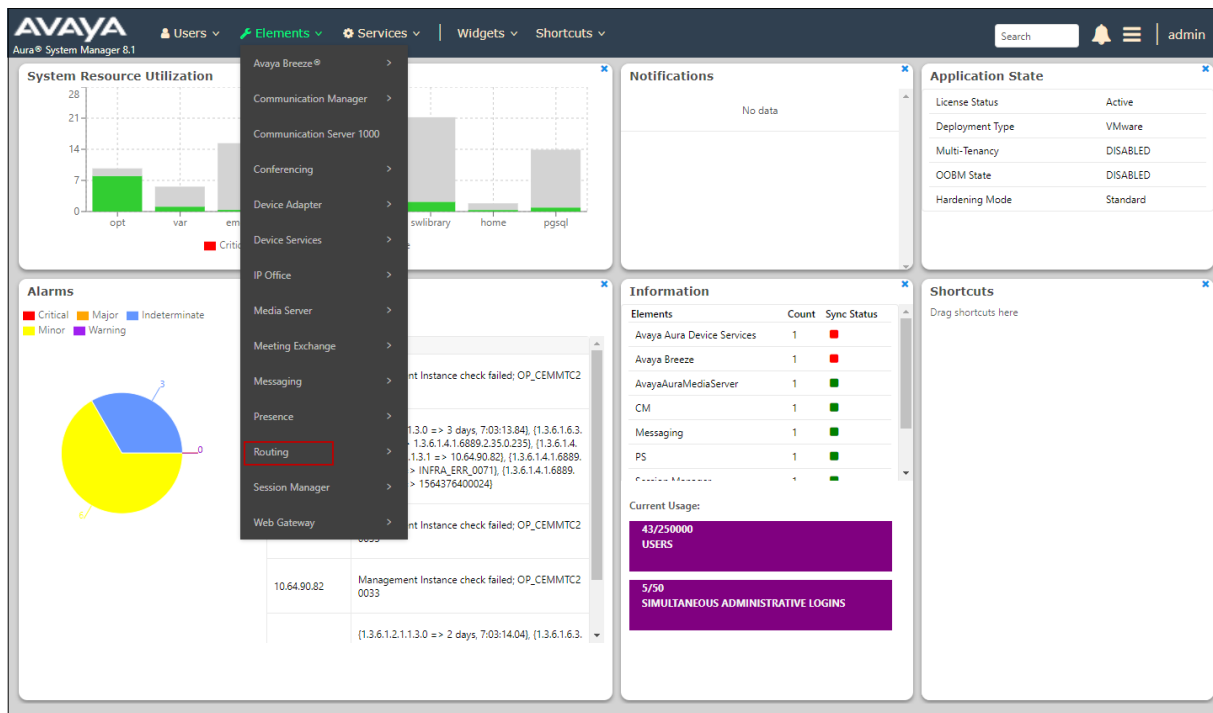 AVAYA
Aura® System Manager 8.1
Users
Elements
Services
Widgets
Shortcuts
Search
admin
System Resource Utilization
28
21
14
7
0
opt
var
em
swlibrary
home
pgsql
Critic
Avaya Breeze®
Communication Manager
Communication Server 1000
Conferencing
Device Adapter
Device Services
IP Office
Media Server
Meeting Exchange
Messaging
Presence
Routing
Session Manager
Web Gateway
Notifications
No data
Application State
License Status Active
Deployment Type VMware
Multi-Tenancy DISABLED
OOBM State DISABLED
Hardening Mode Standard
Alarms
Critical Major Indeterminate
Minor Warning
3
0
nt Instance check failed; OP_CEMMTC2
1.3.0 => 3 days, 7:03:13.84}, {1.3.6.1.6.3.
1.3.6.1.4.1.6889.2.35.0.235}, {1.3.6.1.4.
.1.3.1 => 10.64.90.82}, {1.3.6.1.4.1.6889.
> INFRA_ERR_0071}, {1.3.6.1.4.1.6889.
> 1564376400024}
nt Instance check failed; OP_CEMMTC2
0033
10.64.90.82
Management Instance check failed; OP_CEMMTC2
0033
{1.3.6.1.2.1.1.3.0 => 2 days, 7:03:14.04}, {1.3.6.1.6.3.
Information
Elements Count Sync Status
Avaya Aura Device Services 1
Avaya Breeze 1
AvayaAuraMediaServer 1
CM 1
Messaging 1
PS 1
Session Manager 1
Current Usage:
43/250000
USERS
5/50
SIMULTANEOUS ADMINISTRATIVE LOGINS
Shortcuts
Drag shortcuts here